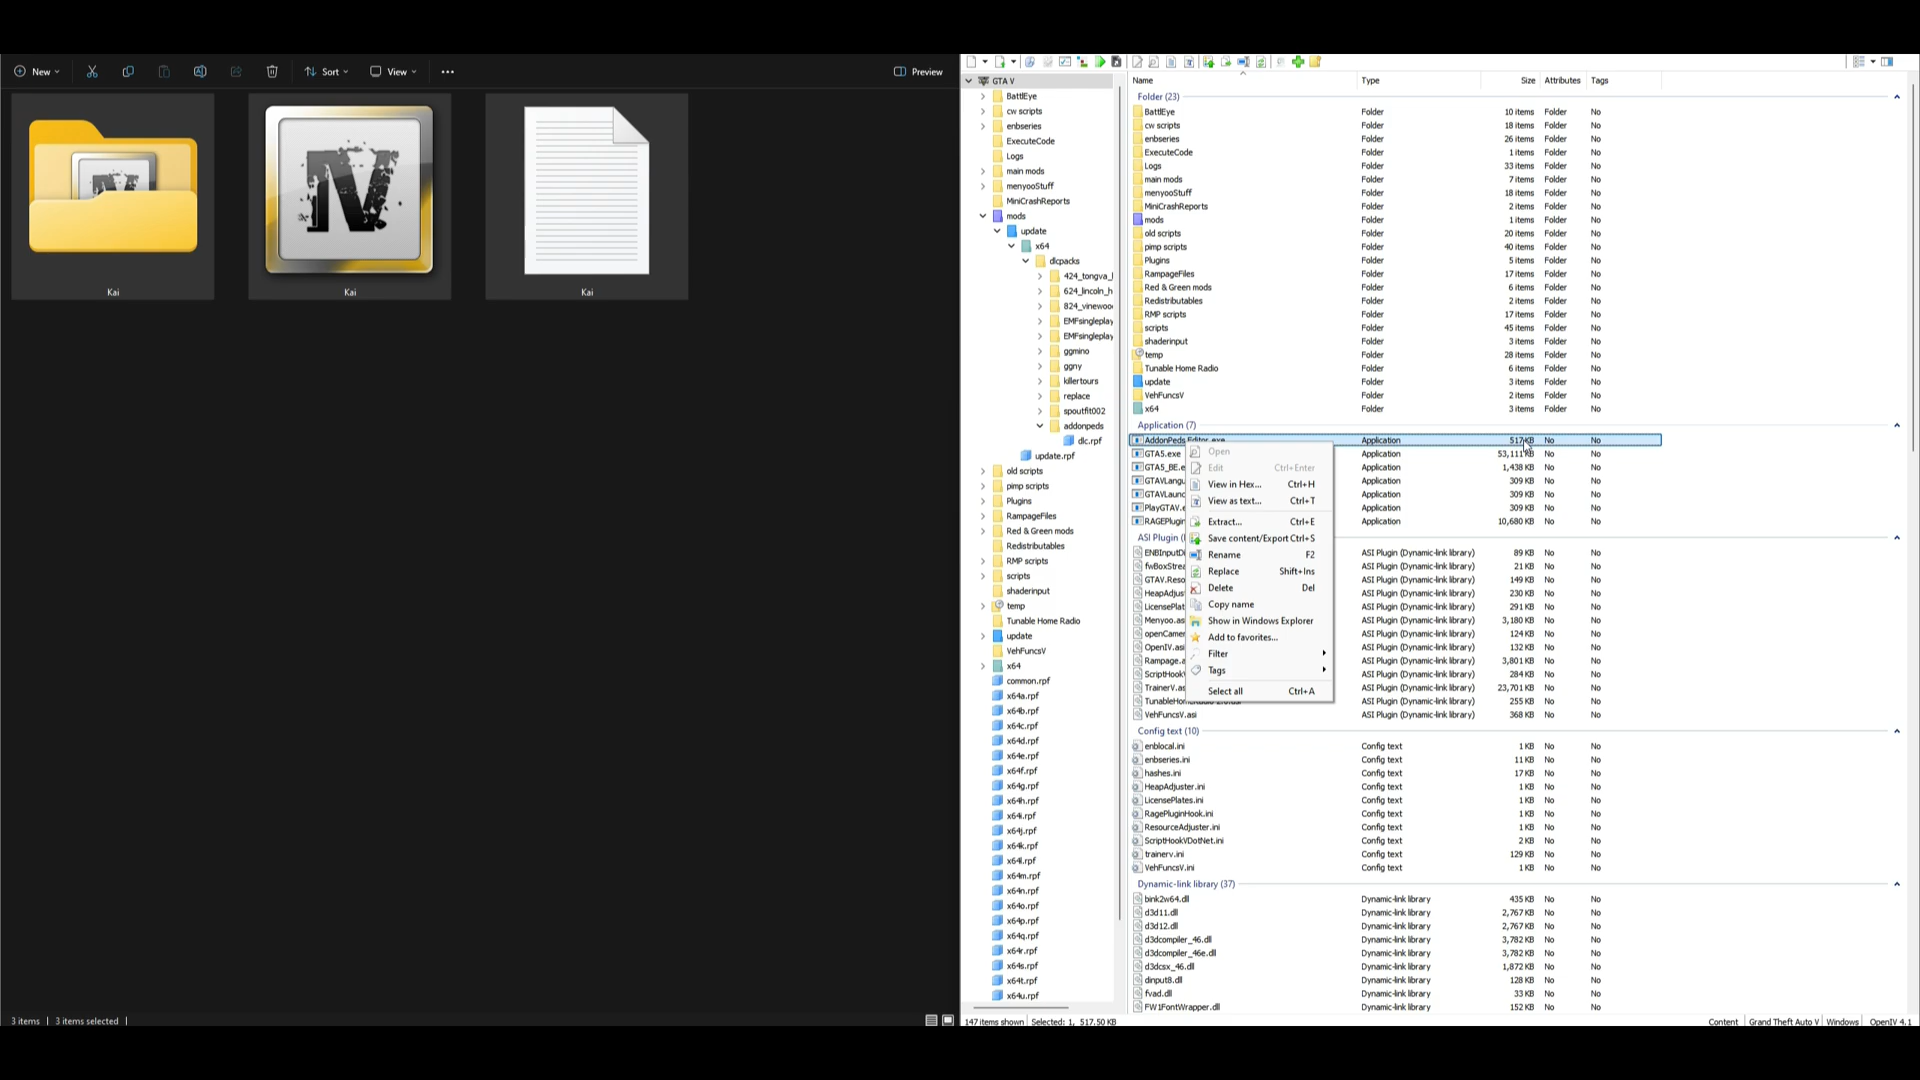 New
Sort
View
Preview
Kai
Kai
Kai
3 items
3 items selected
GTA V
BattlEye
cw scripts
enbseries
ExecuteCode
Logs
main mods
menyooStuff
MiniCrashReports
mods
update
x64
dlcpacks
424_tongva_
624_lincoln_h
824_vinewoo
EMFsingleplay
EMFsingleplay
ggmino
ggny
killertours
replace
spoutfit002
addonpeds
dlc.rpf
update.rpf
old scripts
pimp scripts
Plugins
RampageFiles
Red & Green mods
Redistributables
RMP scripts
scripts
shaderinput
temp
Tunable Home Radio
update
VehFuncsV
x64
common.rpf
x64a.rpf
x64b.rpf
x64c.rpf
x64d.rpf
x64e.rpf
x64f.rpf
x64g.rpf
x64h.rpf
x64i.rpf
x64j.rpf
x64k.rpf
x64l.rpf
x64m.rpf
x64n.rpf
x64o.rpf
x64p.rpf
x64q.rpf
x64r.rpf
x64s.rpf
x64t.rpf
x64u.rpf
Name Type Size Attributes Tags
Folder (23)
BattlEye Folder 10 items Folder No
cw scripts Folder 18 items Folder No
enbseries Folder 26 items Folder No
ExecuteCode Folder 1 items Folder No
Logs Folder 33 items Folder No
main mods Folder 7 items Folder No
menyooStuff Folder 18 items Folder No
MiniCrashReports Folder 2 items Folder No
mods Folder 1 items Folder No
old scripts Folder 20 items Folder No
pimp scripts Folder 40 items Folder No
Plugins Folder 5 items Folder No
RampageFiles Folder 17 items Folder No
Red & Green mods Folder 6 items Folder No
Redistributables Folder 2 items Folder No
RMP scripts Folder 17 items Folder No
scripts Folder 45 items Folder No
shaderinput Folder 3 items Folder No
temp Folder 28 items Folder No
Tunable Home Radio Folder 6 items Folder No
update Folder 3 items Folder No
VehFuncsV Folder 2 items Folder No
x64 Folder 3 items Folder No
Application (7)
AddonPeds Editor.exe Application 517 KB No No
GTA5.exe Application 53,111 KB No No
GTA5_BE.e Application 1,438 KB No No
GTAVLangu Application 309 KB No No
GTAVLaunc Application 309 KB No No
PlayGTAV.e Application 309 KB No No
RAGEPlugin Application 10,680 KB No No
Open
Edit Ctrl+Enter
View in Hex... Ctrl+H
View as text... Ctrl+T
Extract... Ctrl+E
Save content/Export Ctrl+S
Rename F2
Replace Shift+Ins
Delete Del
Copy name
Show in Windows Explorer
Add to favorites...
Filter
Tags
Select all Ctrl+A
ASI Plugin (
ENBInputDi ASI Plugin (Dynamic-link library) 89 KB No No
fwBoxStrea ASI Plugin (Dynamic-link library) 21 KB No No
GTAV.Reso ASI Plugin (Dynamic-link library) 149 KB No No
HeapAdjus ASI Plugin (Dynamic-link library) 230 KB No No
LicensePlat ASI Plugin (Dynamic-link library) 291 KB No No
Menyoo.as ASI Plugin (Dynamic-link library) 3,180 KB No No
openCamer ASI Plugin (Dynamic-link library) 124 KB No No
OpenIV.asi ASI Plugin (Dynamic-link library) 132 KB No No
Rampage.a ASI Plugin (Dynamic-link library) 3,801 KB No No
ScriptHook ASI Plugin (Dynamic-link library) 284 KB No No
TrainerV.as ASI Plugin (Dynamic-link library) 23,701 KB No No
ASI Plugin (Dynamic-link library) 255 KB No No
VehFuncsV.asi ASI Plugin (Dynamic-link library) 368 KB No No
Config text (10)
enblocal.ini Config text 1 KB No No
enbseries.ini Config text 11 KB No No
hashes.ini Config text 17 KB No No
HeapAdjuster.ini Config text 1 KB No No
LicensePlates.ini Config text 1 KB No No
RagePluginHook.ini Config text 1 KB No No
ResourceAdjuster.ini Config text 1 KB No No
ScriptHookVDotNet.ini Config text 2 KB No No
trainerv.ini Config text 129 KB No No
VehFuncsV.ini Config text 1 KB No No
Dynamic-link library (37)
bink2w64.dll Dynamic-link library 435 KB No No
d3d11.dll Dynamic-link library 2,767 KB No No
d3d12.dll Dynamic-link library 2,767 KB No No
d3dcompiler_46.dll Dynamic-link library 3,782 KB No No
d3dcompiler_46e.dll Dynamic-link library 3,782 KB No No
d3dcsx_46.dll Dynamic-link library 1,872 KB No No
dinput8.dll Dynamic-link library 128 KB No No
fvad.dll Dynamic-link library 33 KB No No
FW1FontWrapper.dll Dynamic-link library 152 KB No No
147 items shown Selected: 1, 517.50 KB
Content Grand Theft Auto V Windows OpenIV 4.1